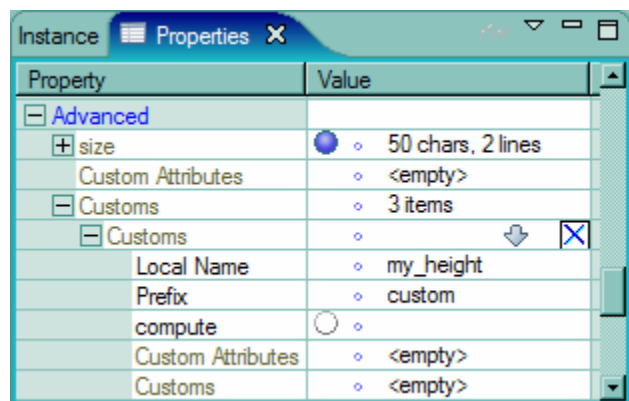 Instance Properties
Property Value
Advanced
size 50 chars, 2 lines
Custom Attributes <empty>
Customs 3 items
Customs
Local Name my_height
Prefix custom
compute
Custom Attributes <empty>
Customs <empty>